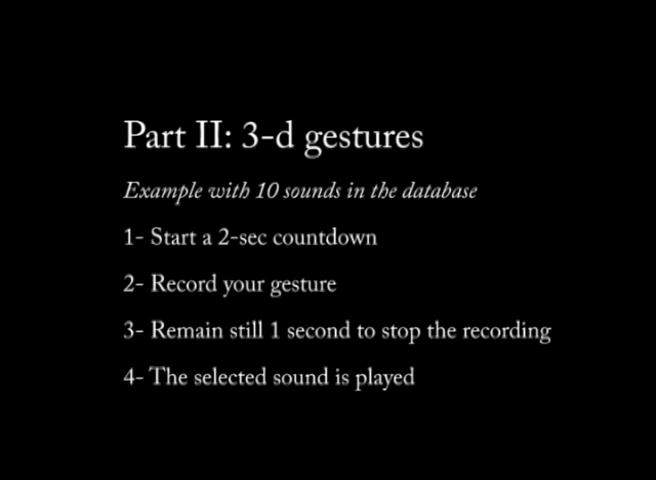 Part II: 3-d gestures
Example with 10 sounds in the database
1- Start a 2-sec countdown
2- Record your gesture
3- Remain still 1 second to stop the recording
4- The selected sound is played